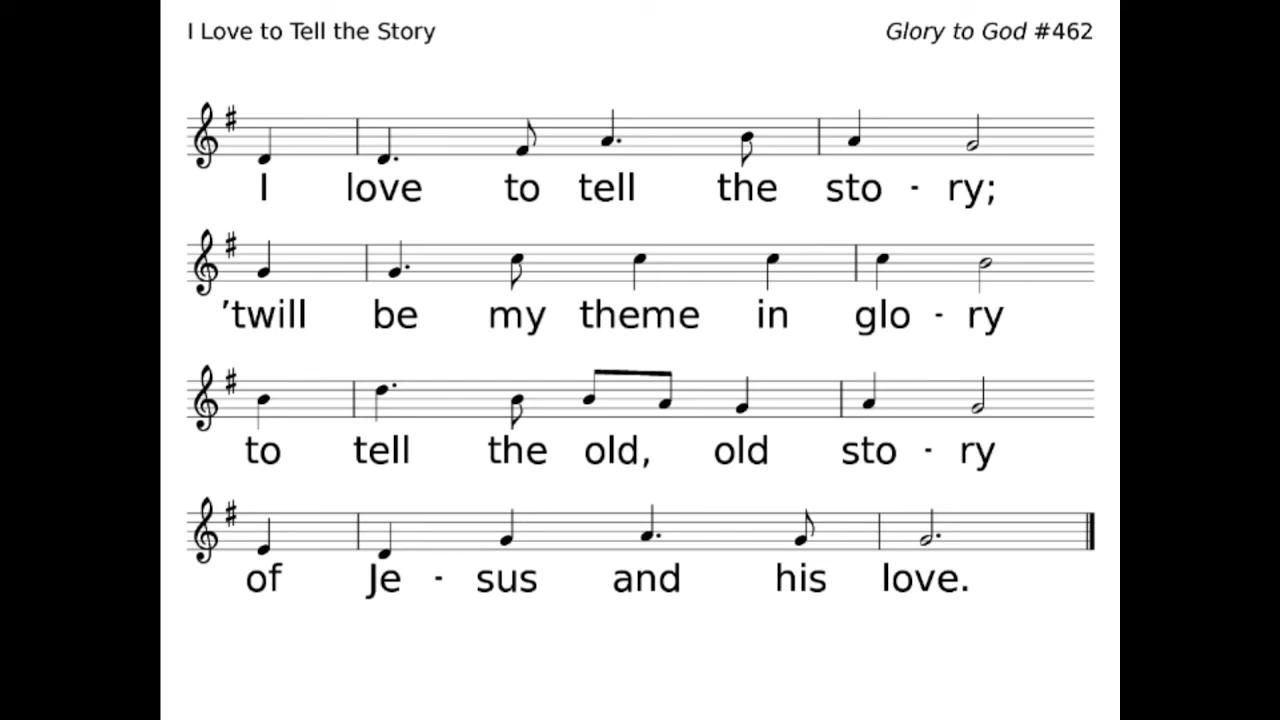 I Love to Tell the Story Glory to God #462
I love to tell the sto - ry;
’twill be my theme in glo - ry
to tell the old, old sto - ry
of Je - sus and his love.